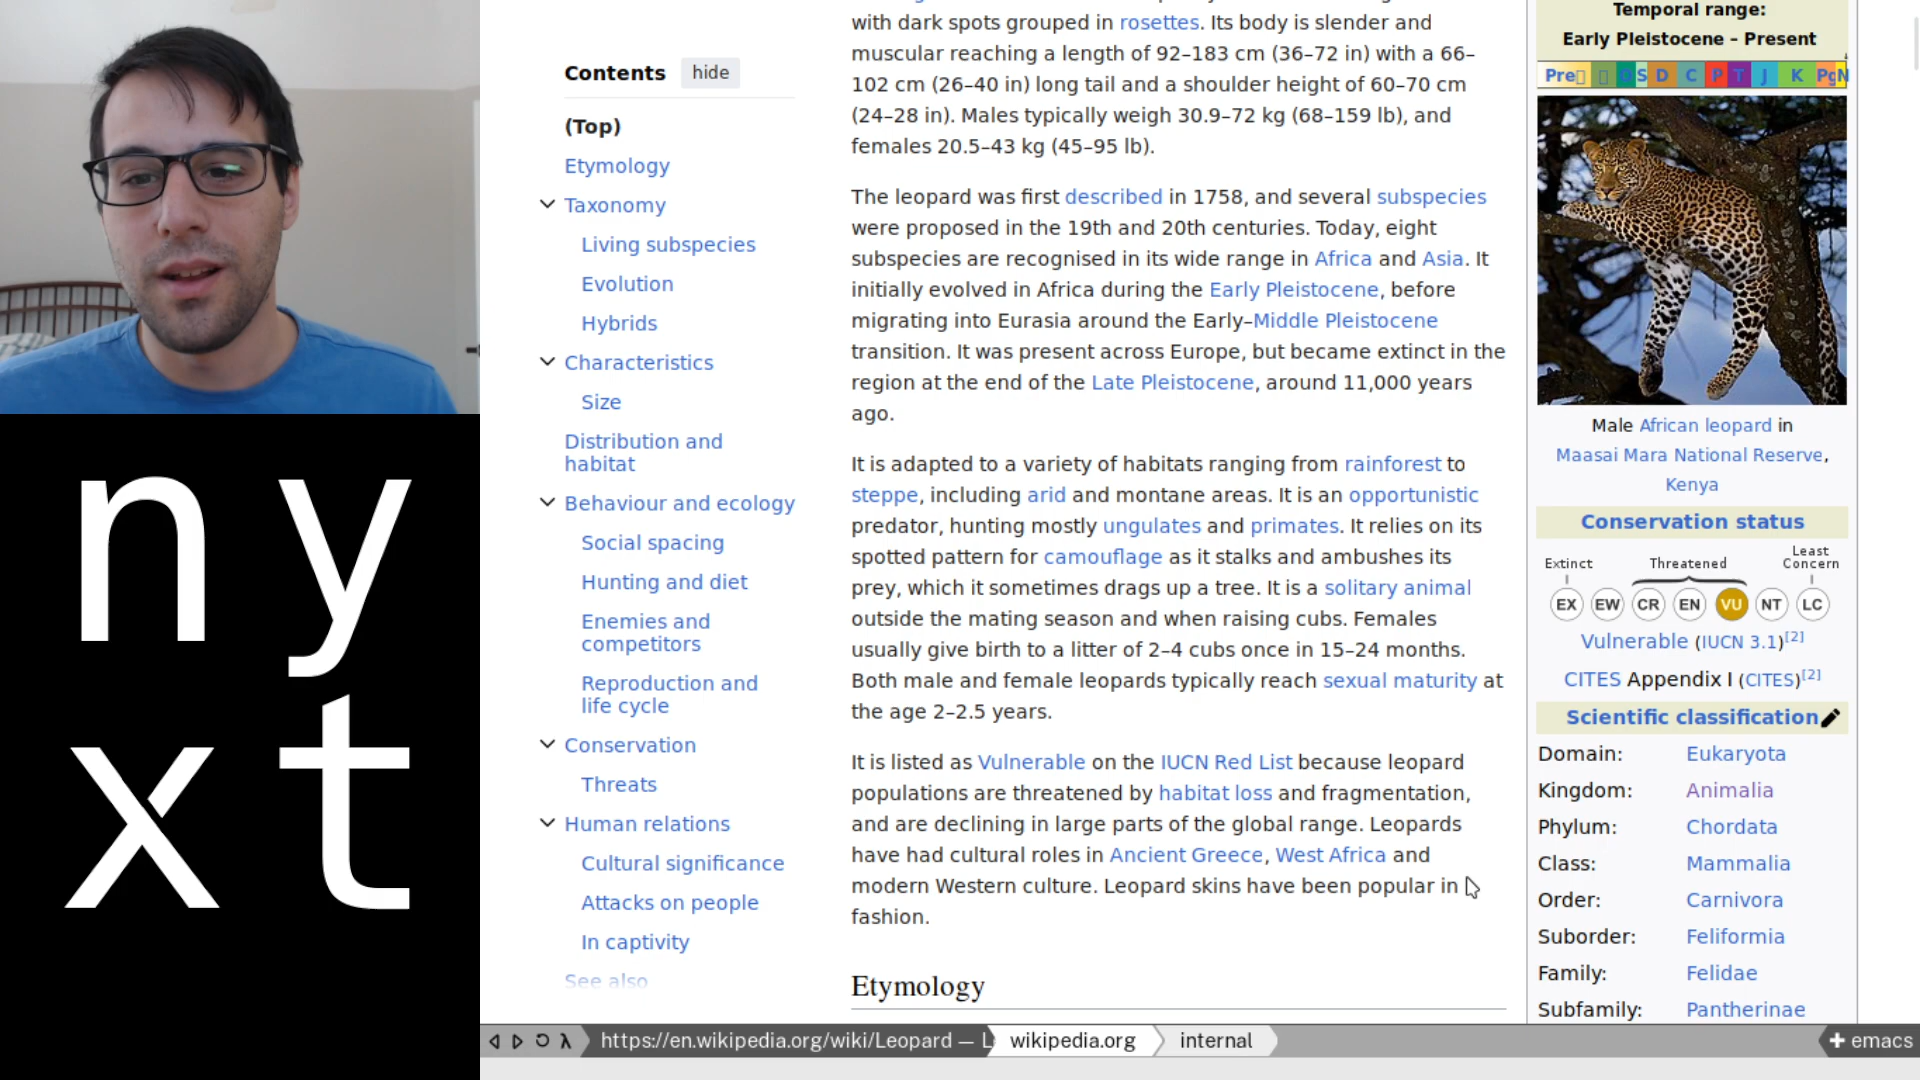 n y
x t
Contents hide
(Top)
Etymology
Taxonomy
Living subspecies
Evolution
Hybrids
Characteristics
Size
Distribution and
habitat
Behaviour and ecology
Social spacing
Hunting and diet
Enemies and
competitors
Reproduction and
life cycle
Conservation
Threats
Human relations
Cultural significance
Attacks on people
In captivity
See also
with dark spots grouped in rosettes. Its body is slender and
muscular reaching a length of 92–183 cm (36–72 in) with a 66–
102 cm (26–40 in) long tail and a shoulder height of 60–70 cm
(24–28 in). Males typically weigh 30.9–72 kg (68–159 lb), and
females 20.5–43 kg (45–95 lb).
The leopard was first described in 1758, and several subspecies
were proposed in the 19th and 20th centuries. Today, eight
subspecies are recognised in its wide range in Africa and Asia. It
initially evolved in Africa during the Early Pleistocene, before
migrating into Eurasia around the Early–Middle Pleistocene
transition. It was present across Europe, but became extinct in the
region at the end of the Late Pleistocene, around 11,000 years
ago.
It is adapted to a variety of habitats ranging from rainforest to
steppe, including arid and montane areas. It is an opportunistic
predator, hunting mostly ungulates and primates. It relies on its
spotted pattern for camouflage as it stalks and ambushes its
prey, which it sometimes drags up a tree. It is a solitary animal
outside the mating season and when raising cubs. Females
usually give birth to a litter of 2–4 cubs once in 15–24 months.
Both male and female leopards typically reach sexual maturity at
the age 2–2.5 years.
It is listed as Vulnerable on the IUCN Red List because leopard
populations are threatened by habitat loss and fragmentation,
and are declining in large parts of the global range. Leopards
have had cultural roles in Ancient Greece, West Africa and
modern Western culture. Leopard skins have been popular in
fashion.
Etymology
Temporal range:
Early Pleistocene – Present
Pre S D C P T J K Pg N
Male African leopard in
Maasai Mara National Reserve,
Kenya
Conservation status
Extinct Threatened Least
Concern
EX EW CR EN VU NT LC
Vulnerable (IUCN 3.1)[2]
CITES Appendix I (CITES)[2]
Scientific classification
Domain: Eukaryota
Kingdom: Animalia
Phylum: Chordata
Class: Mammalia
Order: Carnivora
Suborder: Feliformia
Family: Felidae
Subfamily: Pantherinae
λ https://en.wikipedia.org/wiki/Leopard — L wikipedia.org internal + emacs